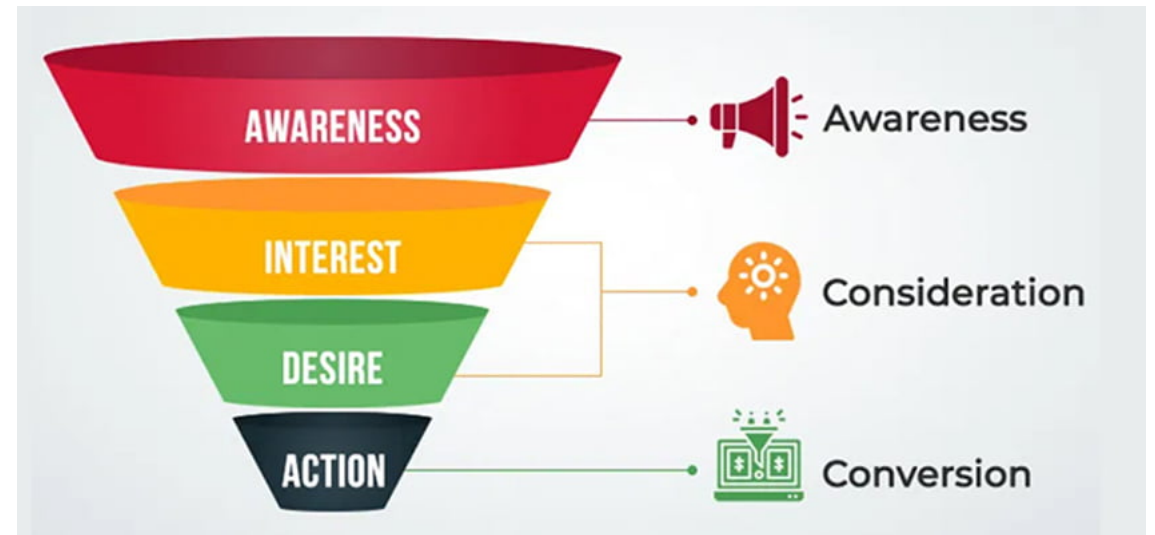 AWARENESS
Awareness
INTEREST
Consideration
DESIRE
ACTION
Conversion
$ $